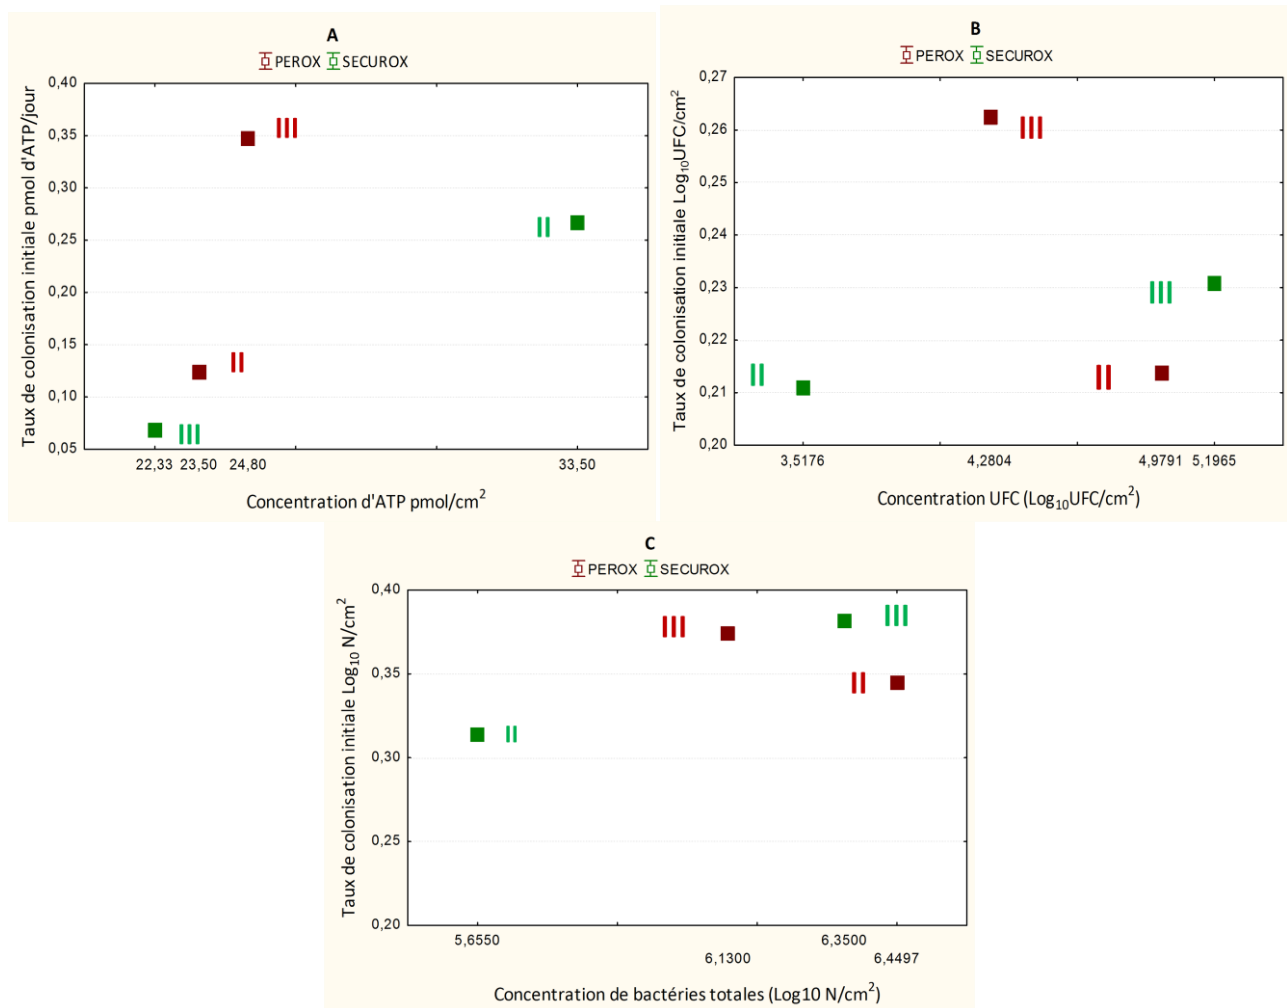 A
PEROX SECUROX
Taux de colonisation initiale pmol d'ATP/jour
0,40
0,35
0,30
0,25
0,20
0,15
0,10
0,05
III
II
II
III
22,33 23,50 24,80 33,50
Concentration d'ATP pmol/cm²
B
PEROX SECUROX
Taux de colonisation initiale Log₁₀UFC/cm²
0,27
0,26
0,25
0,24
0,23
0,22
0,21
0,20
III
III
II
II
3,5176 4,2804 4,9791 5,1965
Concentration UFC (Log₁₀UFC/cm²)
C
PEROX SECUROX
Taux de colonisation initiale Log₁₀ N/cm²
0,40
0,35
0,30
0,25
0,20
III
III
II
II
5,6550 6,3500
6,1300 6,4497
Concentration de bactéries totales (Log10 N/cm²)